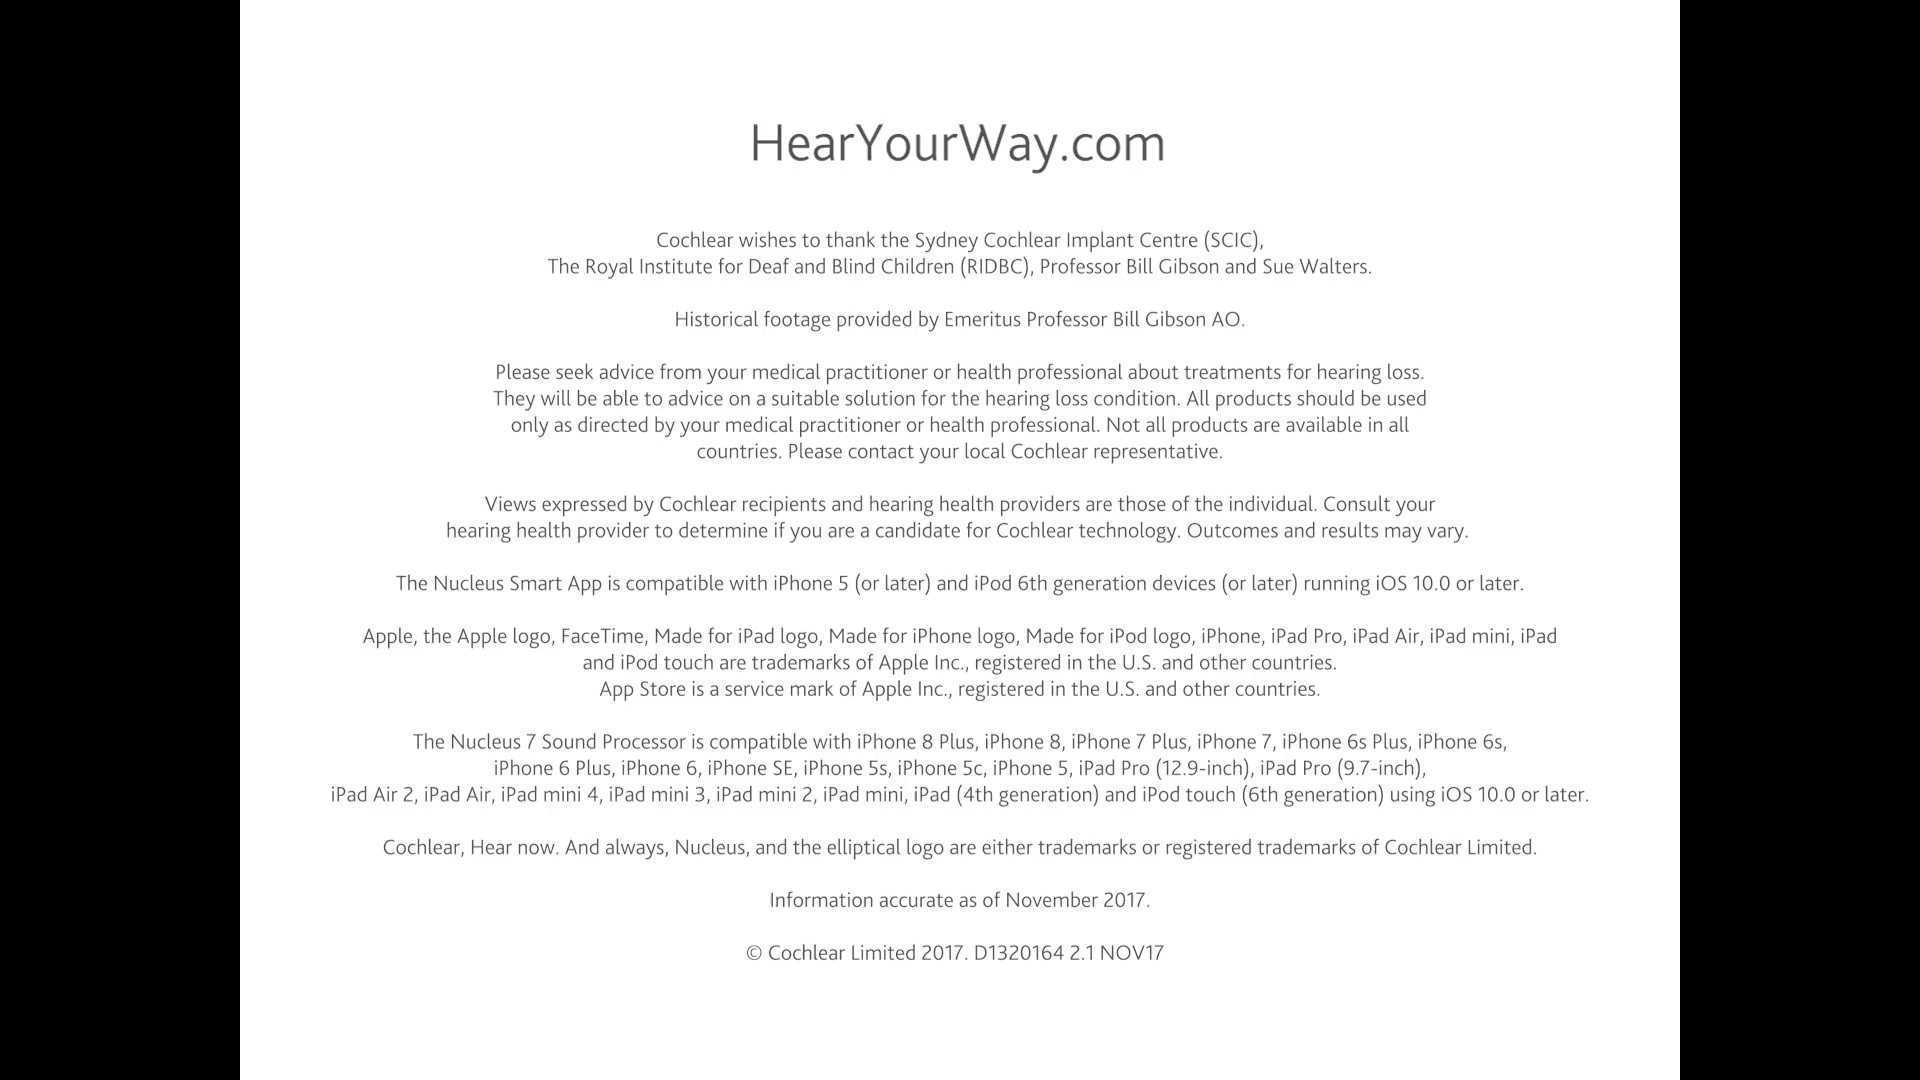 HearYourWay.com
Cochlear wishes to thank the Sydney Cochlear Implant Centre (SCIC),
The Royal Institute for Deaf and Blind Children (RIDBC), Professor Bill Gibson and Sue Walters.
Historical footage provided by Emeritus Professor Bill Gibson AO.
Please seek advice from your medical practitioner or health professional about treatments for hearing loss.
They will be able to advice on a suitable solution for the hearing loss condition. All products should be used
only as directed by your medical practitioner or health professional. Not all products are available in all
countries. Please contact your local Cochlear representative.
Views expressed by Cochlear recipients and hearing health providers are those of the individual. Consult your
hearing health provider to determine if you are a candidate for Cochlear technology. Outcomes and results may vary.
The Nucleus Smart App is compatible with iPhone 5 (or later) and iPod 6th generation devices (or later) running iOS 10.0 or later.
Apple, the Apple logo, FaceTime, Made for iPad logo, Made for iPhone logo, Made for iPod logo, iPhone, iPad Pro, iPad Air, iPad mini, iPad
and iPod touch are trademarks of Apple Inc., registered in the U.S. and other countries.
App Store is a service mark of Apple Inc., registered in the U.S. and other countries.
The Nucleus 7 Sound Processor is compatible with iPhone 8 Plus, iPhone 8, iPhone 7 Plus, iPhone 7, iPhone 6s Plus, iPhone 6s,
iPhone 6 Plus, iPhone 6, iPhone SE, iPhone 5s, iPhone 5c, iPhone 5, iPad Pro (12.9-inch), iPad Pro (9.7-inch),
iPad Air 2, iPad Air, iPad mini 4, iPad mini 3, iPad mini 2, iPad mini, iPad (4th generation) and iPod touch (6th generation) using iOS 10.0 or later.
Cochlear, Hear now. And always, Nucleus, and the elliptical logo are either trademarks or registered trademarks of Cochlear Limited.
Information accurate as of November 2017.
© Cochlear Limited 2017. D1320164 2.1 NOV17